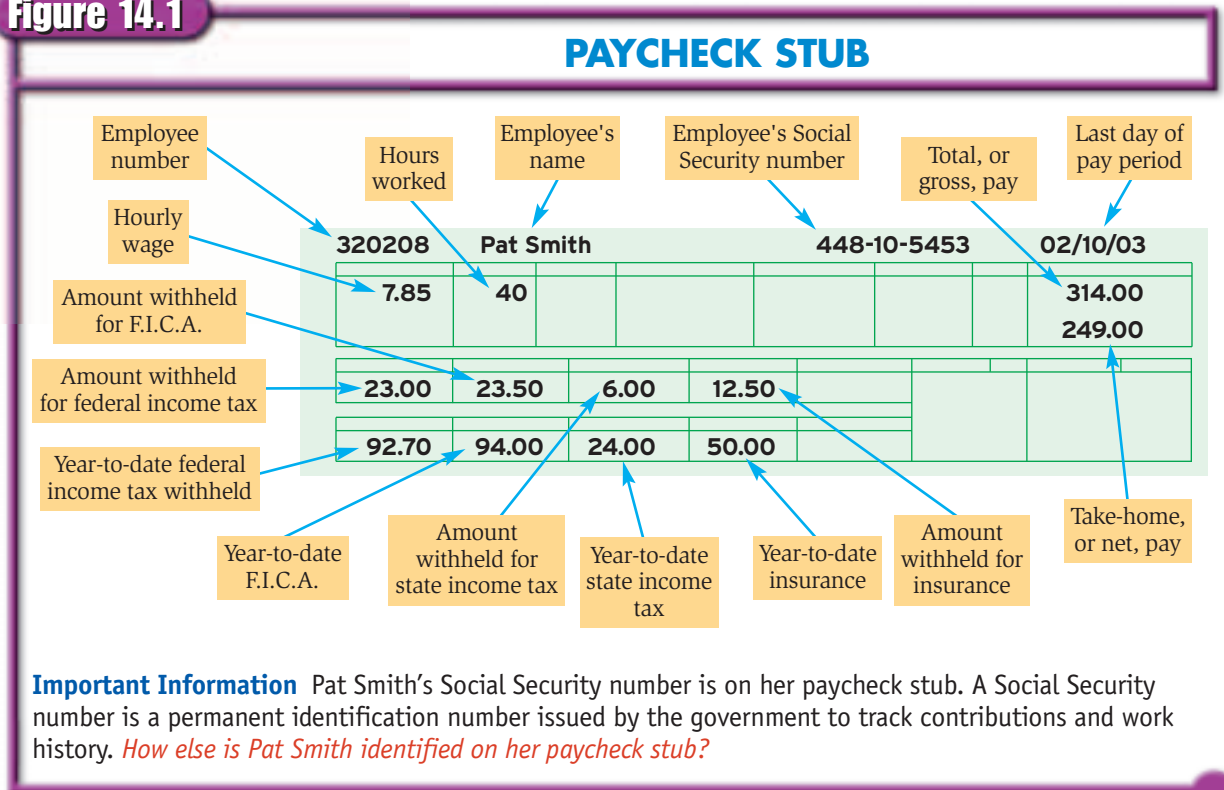 Figure 14.1
PAYCHECK STUB
Employee
number
Hours
worked
Employee's
name
Employee's Social
Security number
Total, or
gross, pay
Last day of
pay period
Hourly
wage
320208 Pat Smith 448-10-5453 02/10/03
7.85 40 314.00
249.00
Amount withheld
for F.I.C.A.
Amount withheld
for federal income tax
23.00 23.50 6.00 12.50
92.70 94.00 24.00 50.00
Year-to-date federal
income tax withheld
Year-to-date
F.I.C.A.
Amount
withheld for
state income tax
Year-to-date
state income
tax
Year-to-date
insurance
Amount
withheld for
insurance
Take-home,
or net, pay
Important Information Pat Smith's Social Security number is on her paycheck stub. A Social Security
number is a permanent identification number issued by the government to track contributions and work
history. How else is Pat Smith identified on her paycheck stub?